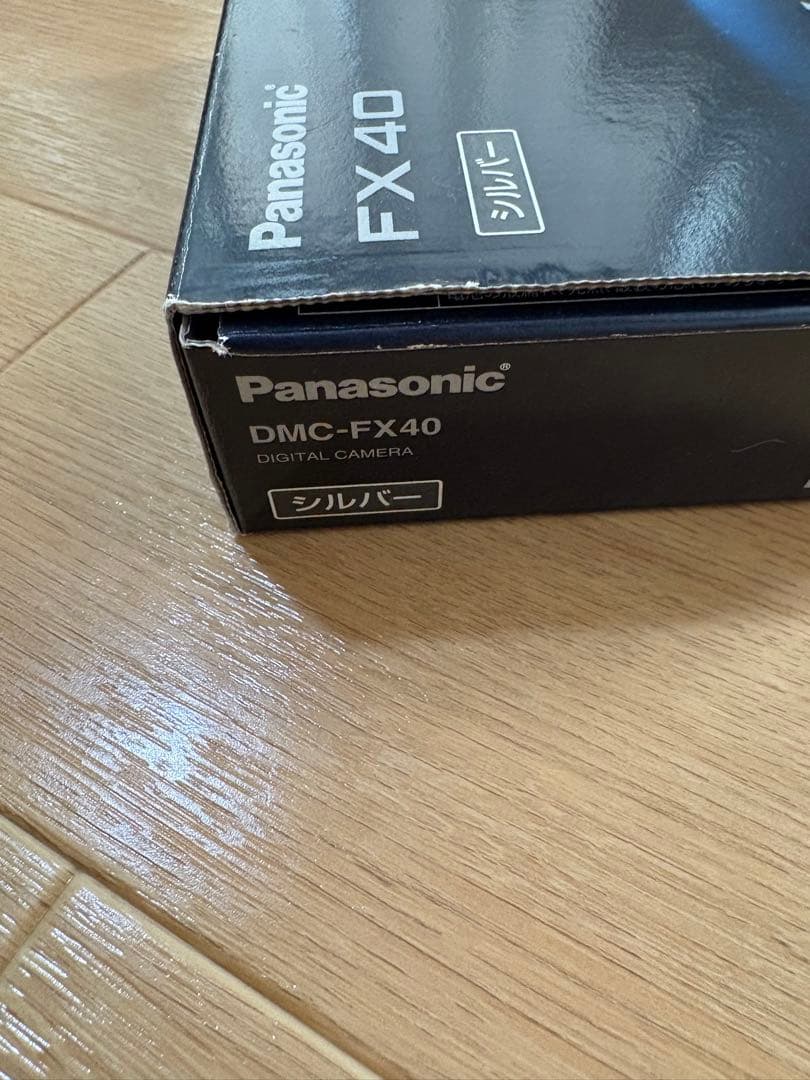 Panasonic
FX40
シルバー
Panasonic®
DMC-FX40
DIGITAL CAMERA
シルバー